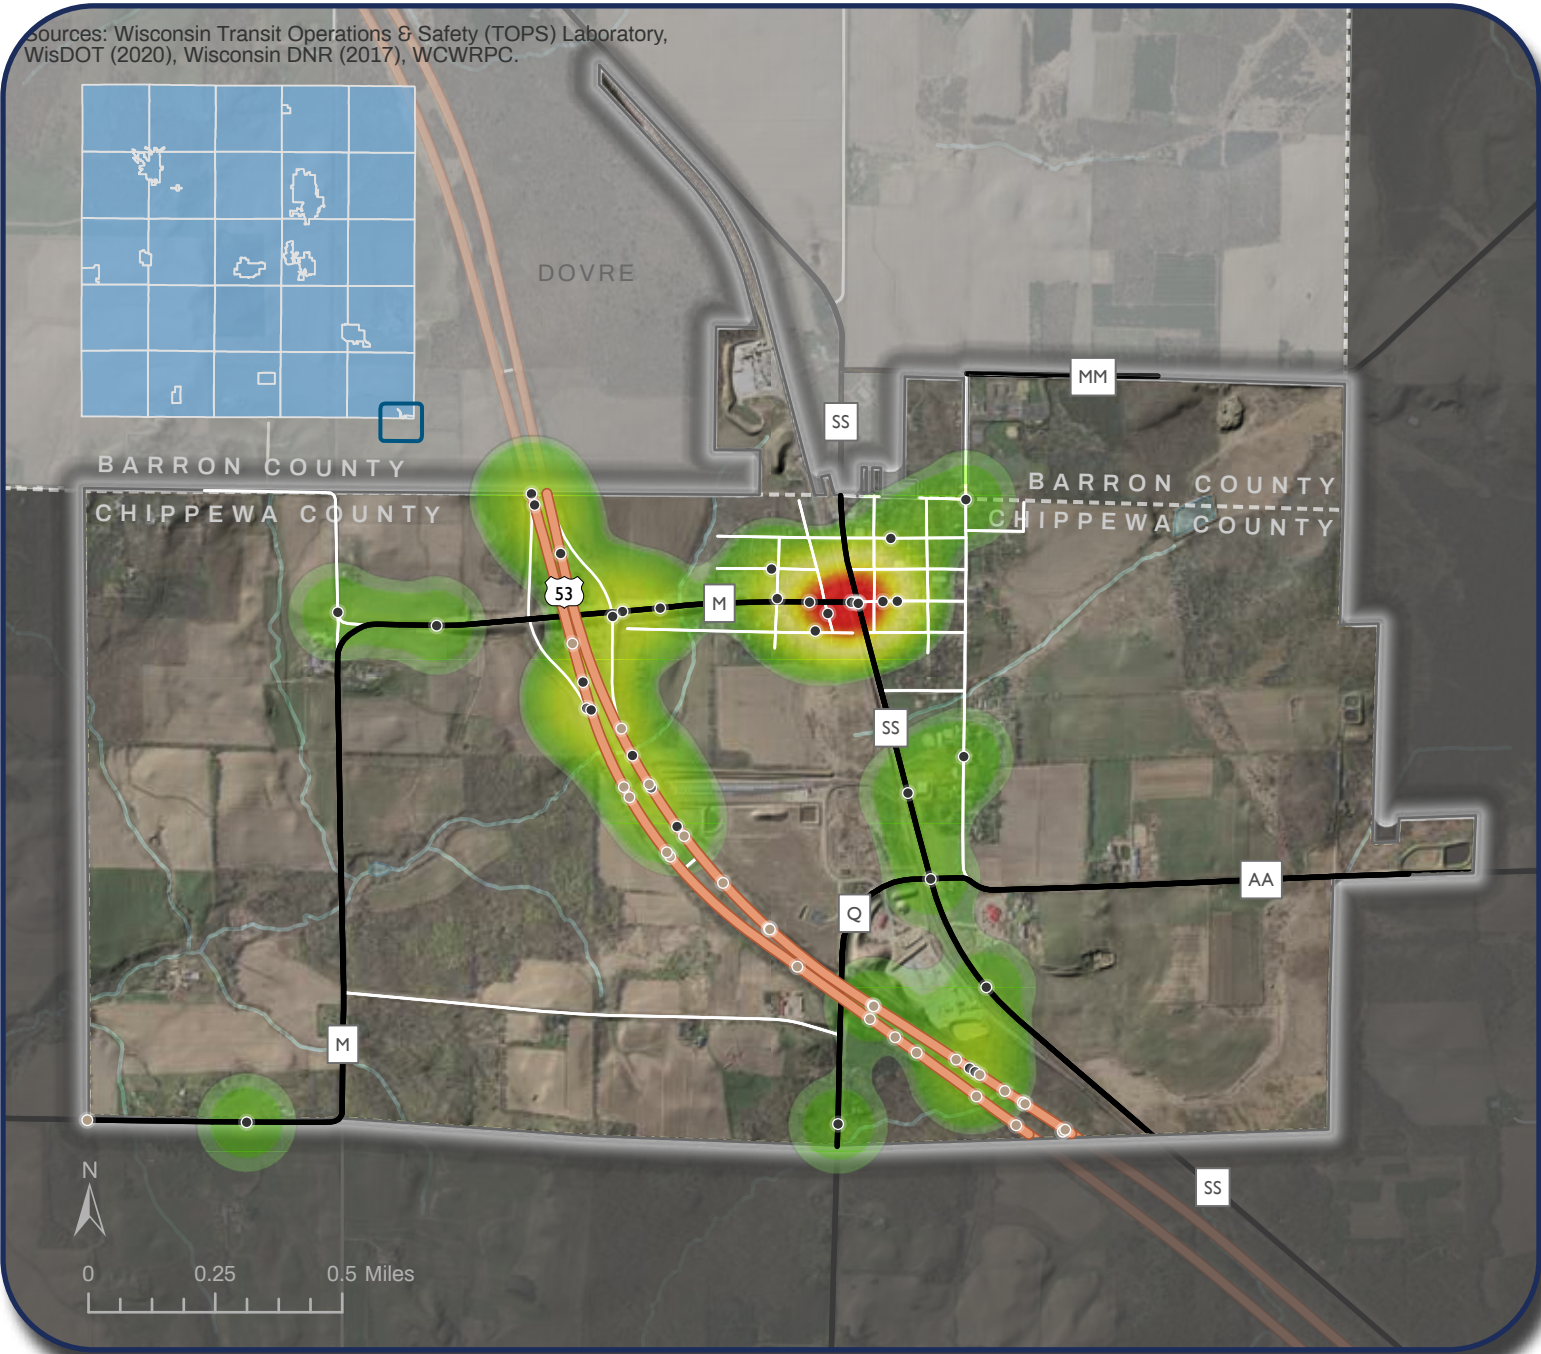 Sources: Wisconsin Transit Operations & Safety (TOPS) Laboratory,
WisDOT (2020), Wisconsin DNR (2017), WCWRPC.
DOVRE
MM
SS
BARRON COUNTY
CHIPPEWA COUNTY
BARRON COUNTY
CHIPPEWA COUNTY
53
M
SS
AA
Q
M
SS
N
0 0.25 0.5 Miles